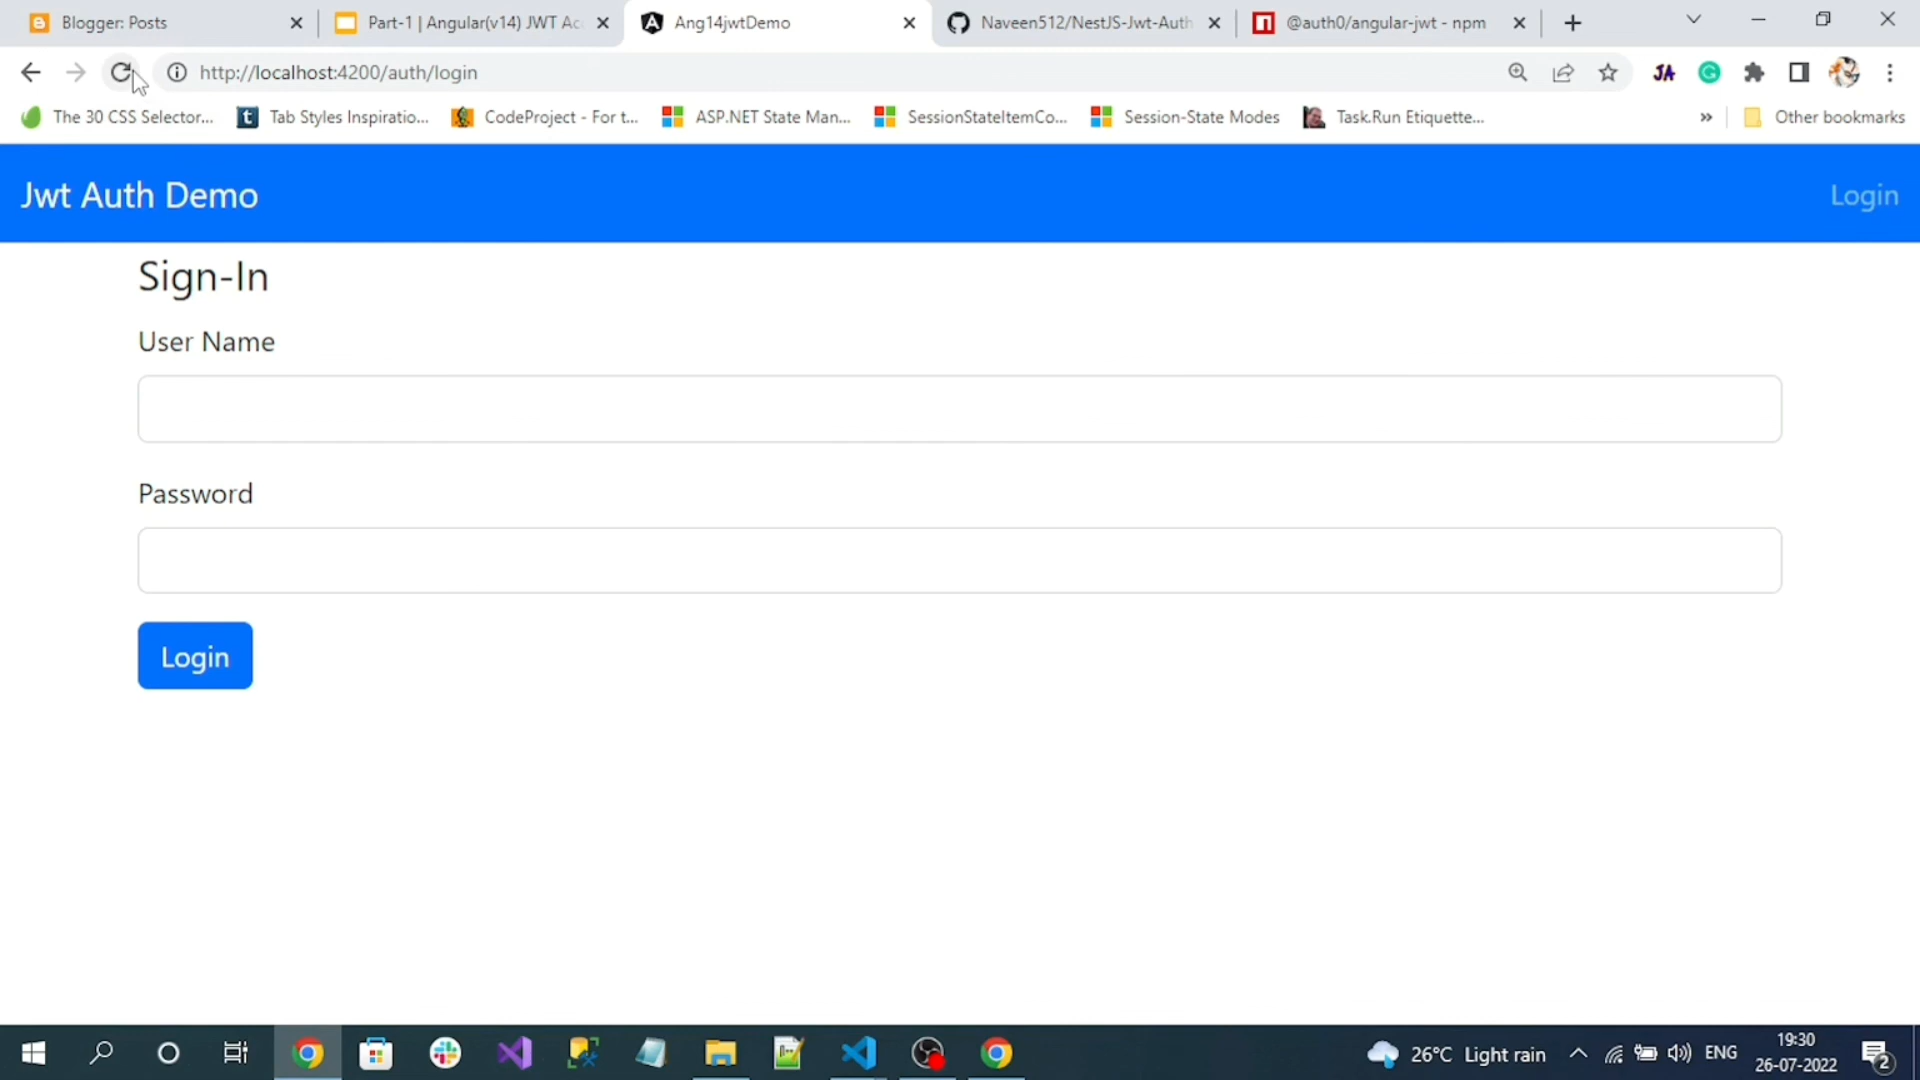 Blogger: Posts
Part-1 | Angular(v14) JWT Acc
Ang14jwtDemo
Naveen512/NestJS-Jwt-Auth
@auth0/angular-jwt - npm
http://localhost:4200/auth/login
JA
The 30 CSS Selector...
Tab Styles Inspiratio...
CodeProject - For t...
ASP.NET State Man...
SessionStateItemCo...
Session-State Modes
Task.Run Etiquette...
Other bookmarks
Jwt Auth Demo
Login
Sign-In
User Name
Password
Login
26°C Light rain
ENG
19:30
26-07-2022
2